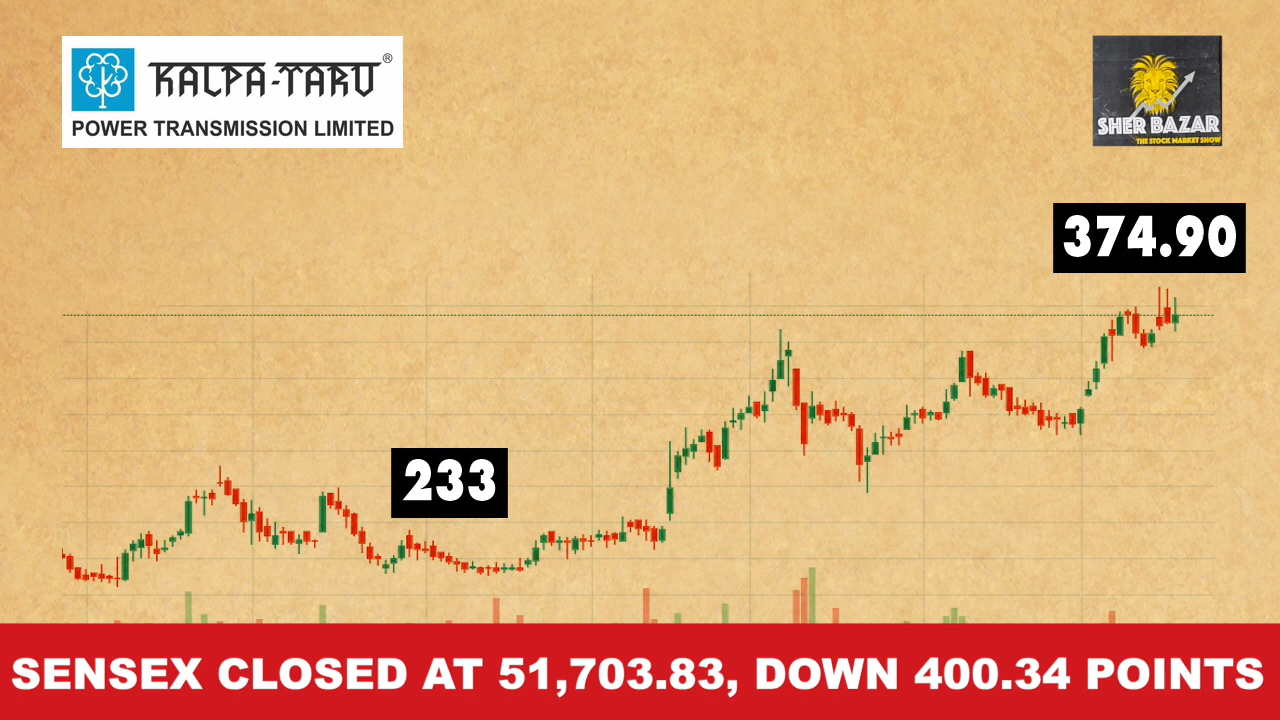 KALPA-TARU®
POWER TRANSMISSION LIMITED
SHER BAZAR
THE STOCK MARKET SHOW
374.90
233
SENSEX CLOSED AT 51,703.83, DOWN 400.34 POINTS